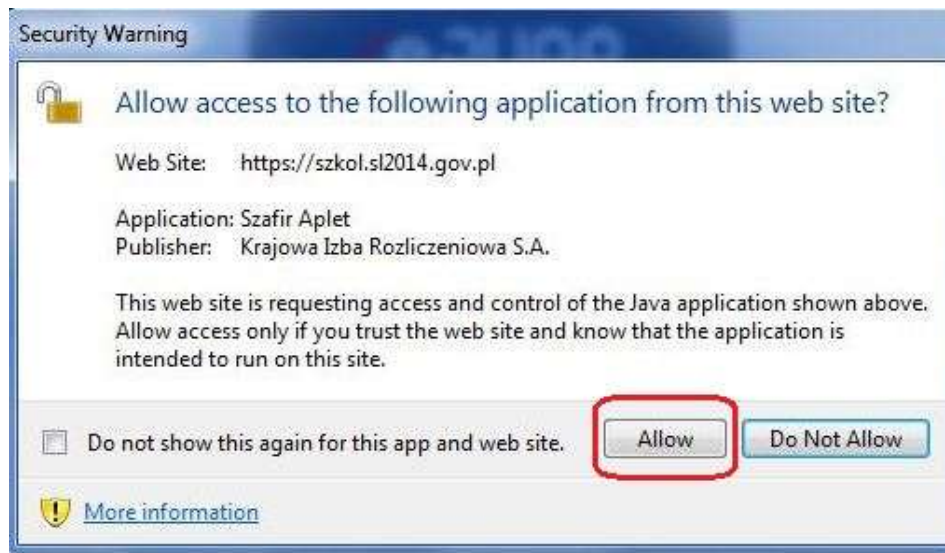 Security Warning
Allow access to the following application from this web site?
Web Site: https://szkol.sl2014.gov.pl
Application: Szafir Aplet
Publisher: Krajowa Izba Rozliczeniowa S.A.
This web site is requesting access and control of the Java application shown above.
Allow access only if you trust the web site and know that the application is
intended to run on this site.
Do not show this again for this app and web site.
Allow
Do Not Allow
More information